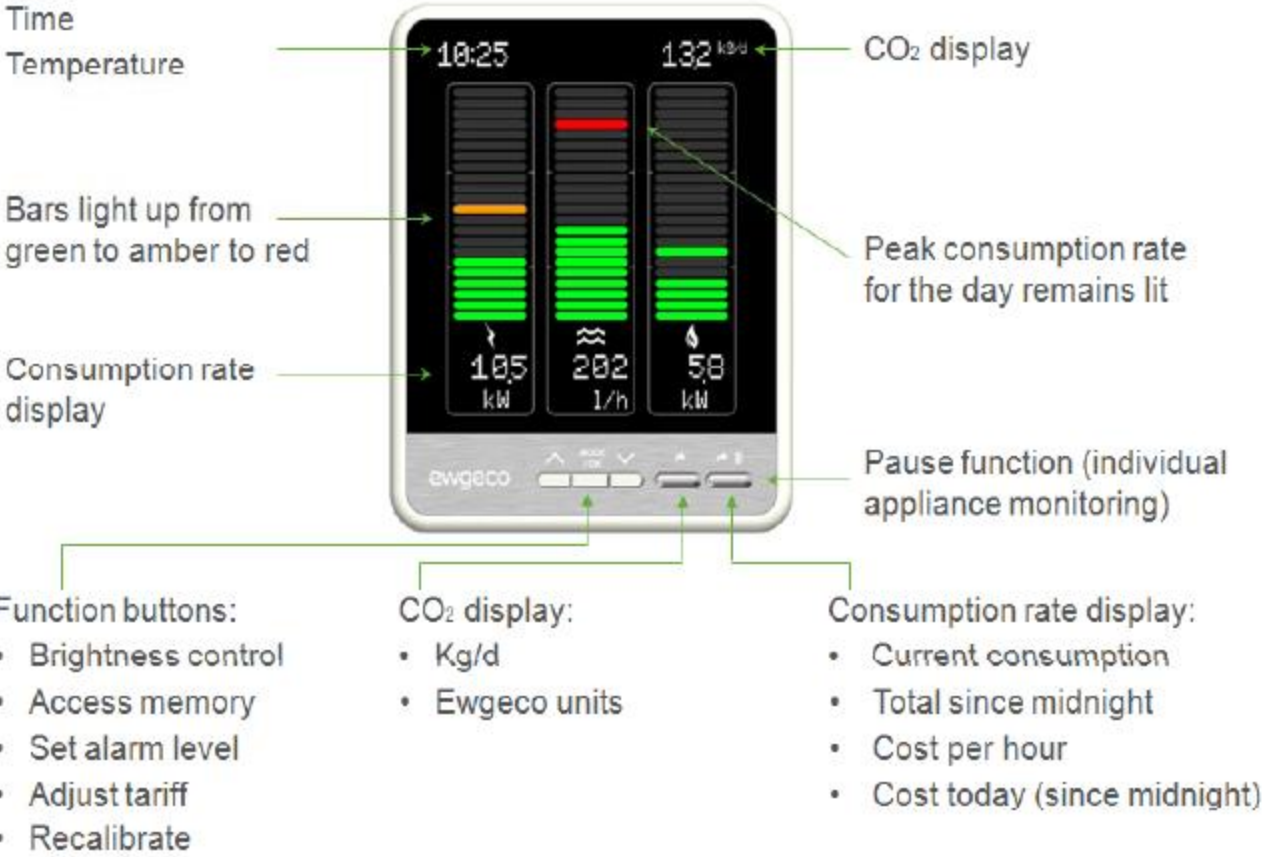 Time
Temperature
10:25
13,2 kg/d
CO₂ display
Bars light up from
green to amber to red
Peak consumption rate
for the day remains lit
Consumption rate
display
10,5
kW
202
l/h
5,8
kW
ewgeco
Pause function (individual
appliance monitoring)
Function buttons:
• Brightness control
• Access memory
• Set alarm level
• Adjust tariff
• Recalibrate
CO₂ display:
• Kg/d
• Ewgeco units
Consumption rate display:
• Current consumption
• Total since midnight
• Cost per hour
• Cost today (since midnight)